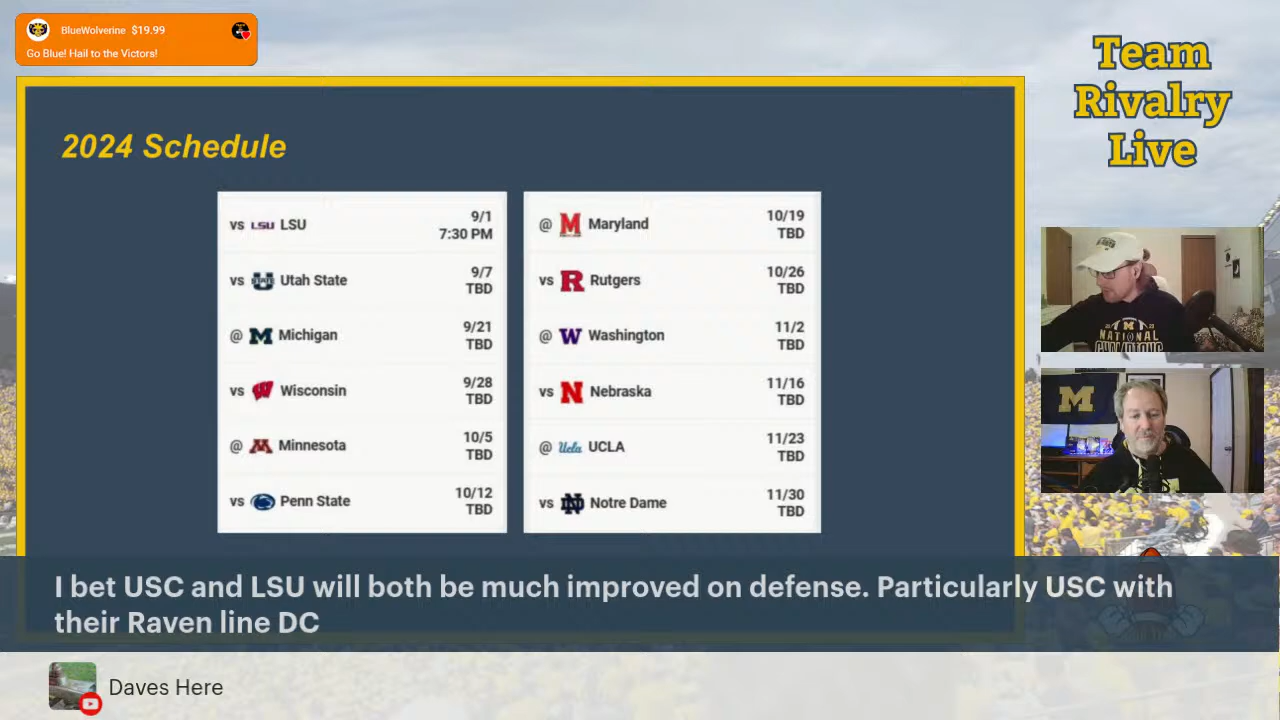 BlueWolverine $19.99
Go Blue! Hail to the Victors!
Team
Rivalry
Live
2024 Schedule
vs LSU LSU 9/1
7:30 PM
vs Utah State 9/7
TBD
@ M Michigan 9/21
TBD
vs W Wisconsin 9/28
TBD
@ M Minnesota 10/5
TBD
vs Penn State 10/12
TBD
@ M Maryland 10/19
TBD
vs R Rutgers 10/26
TBD
@ W Washington 11/2
TBD
vs N Nebraska 11/16
TBD
@ Ucla UCLA 11/23
TBD
vs ND Notre Dame 11/30
TBD
M
NATIONAL
CHAMPIONS
M
I bet USC and LSU will both be much improved on defense. Particularly USC with
their Raven line DC
Daves Here